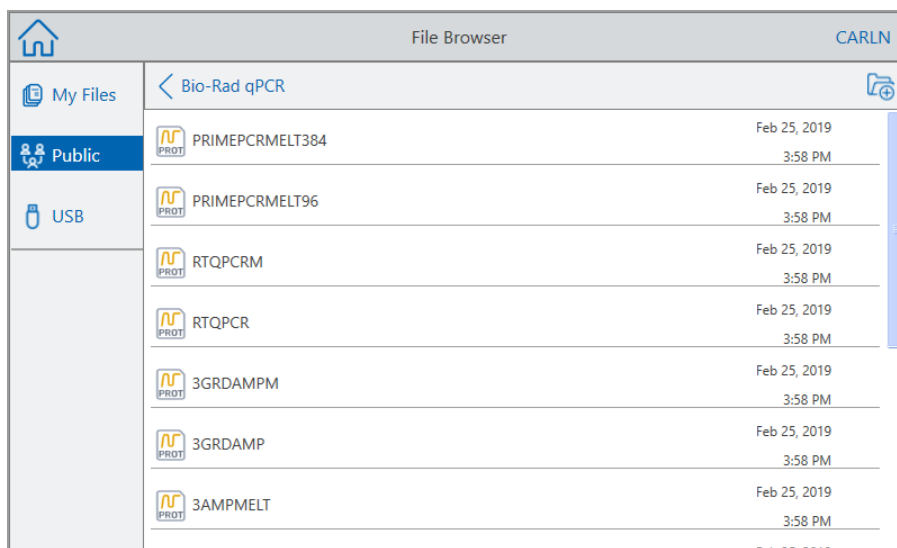 File Browser
CARLN
My Files
Public
USB
Bio-Rad qPCR
PROT
PRIMEPCRMELT384
Feb 25, 2019
3:58 PM
PROT
PRIMEPCRMELT96
Feb 25, 2019
3:58 PM
PROT
RTQPCRM
Feb 25, 2019
3:58 PM
PROT
RTQPCR
Feb 25, 2019
3:58 PM
PROT
3GRDAMPM
Feb 25, 2019
3:58 PM
PROT
3GRDAMP
Feb 25, 2019
3:58 PM
PROT
3AMPMELT
Feb 25, 2019
3:58 PM